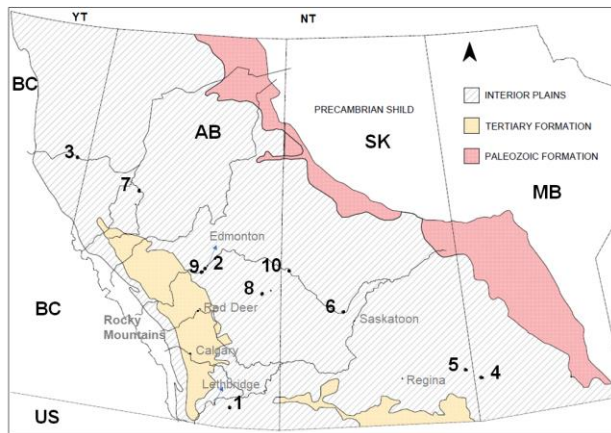 YT
NT
BC
AB
PRECAMBRIAN SHILD
SK
INTERIOR PLAINS
TERTIARY FORMATION
PALEOZOIC FORMATION
MB
3
7
Edmonton
9 2
10
8
6
Saskatoon
BC
Rocky
Mountains
Red Deer
Calgary
Lethbridge
1
Regina
5 4
US